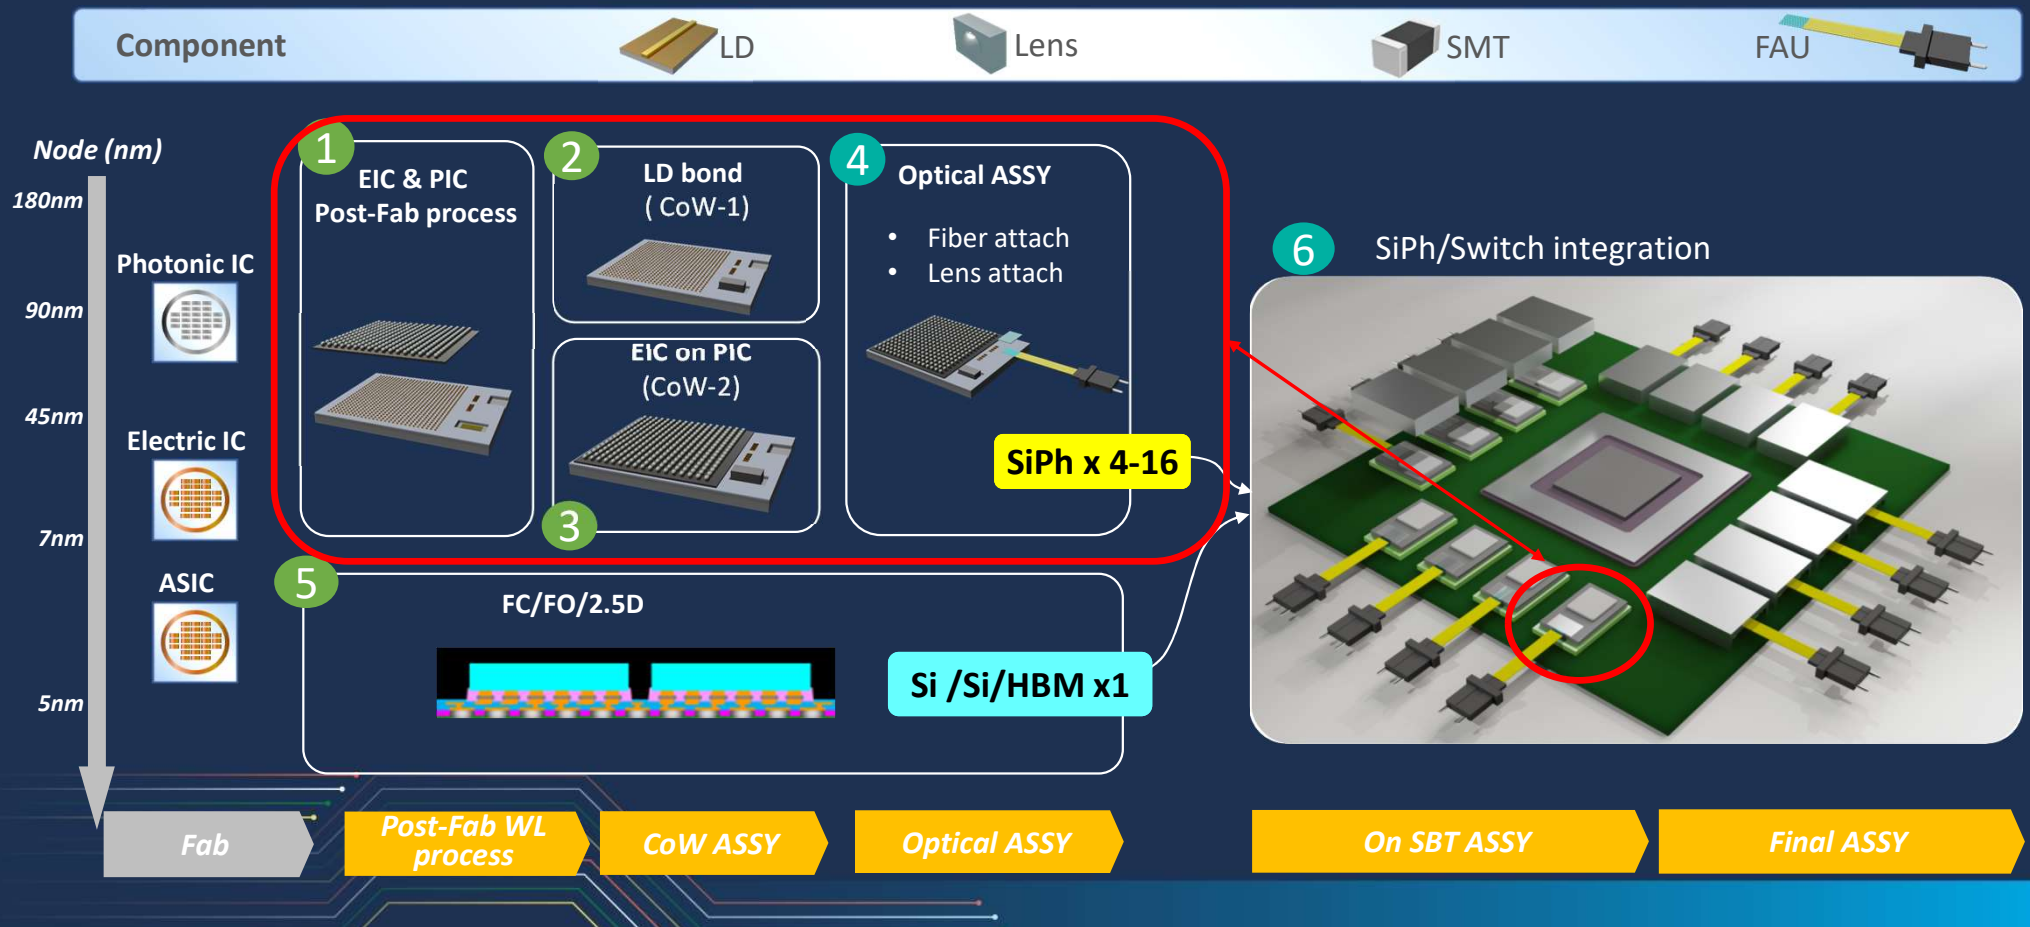 Component
LD
Lens
SMT
FAU
Node (nm)
180nm
90nm
45nm
7nm
5nm
Photonic IC
Electric IC
ASIC
1
EIC & PIC
Post-Fab process
2
LD bond
( CoW-1)
EIC on PIC
(CoW-2)
3
4
Optical ASSY
• Fiber attach
• Lens attach
SiPh x 4-16
5
FC/FO/2.5D
Si /Si/HBM x1
6
SiPh/Switch integration
Fab
Post-Fab WL
process
CoW ASSY
Optical ASSY
On SBT ASSY
Final ASSY